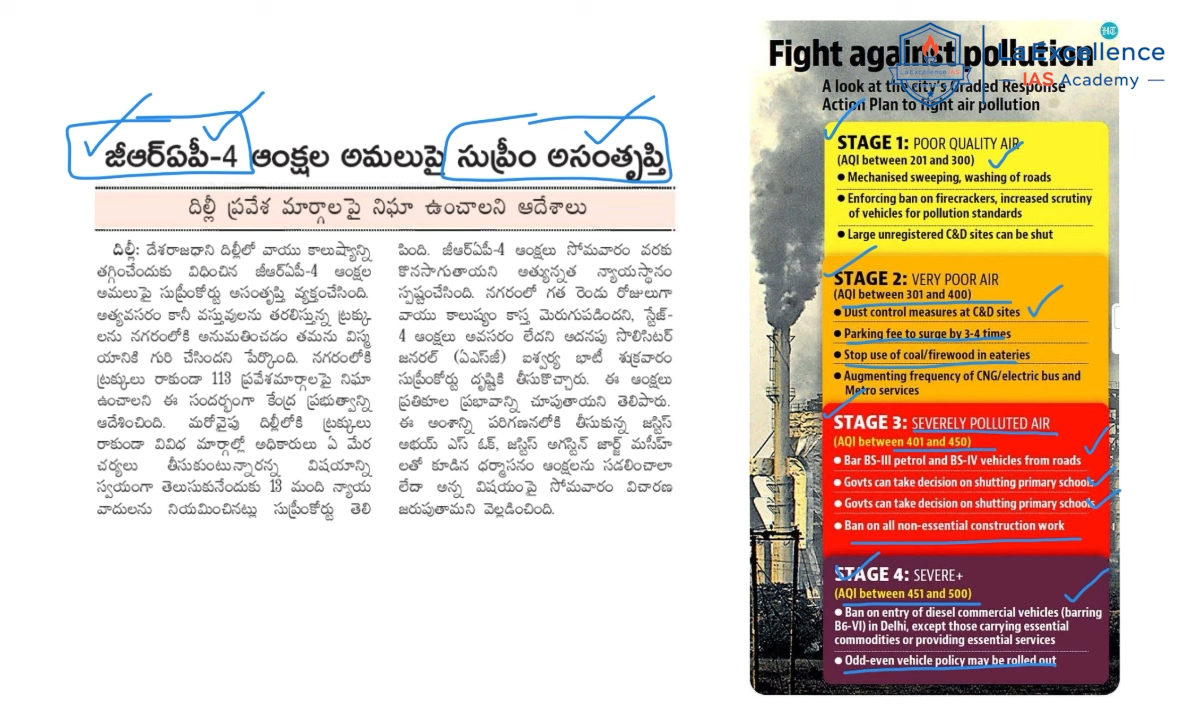 జీఆర్ఏపీ-4 ఆంక్షల అమలుపై సుప్రీం అసంతృప్తి
దిల్లీ ప్రవేశ మార్గాలపై నిఘా ఉంచాలని ఆదేశాలు
దిల్లీ: దేశరాజధాని దిల్లీలో వాయు కాలుష్యాన్ని
తగ్గించేందుకు విధించిన జీఆర్ఏపీ-4 ఆంక్షల
అమలుపై సుప్రీంకోర్టు అసంతృప్తి వ్యక్తంచేసింది.
అత్యవసరం కానీ వస్తువులను తరలిస్తున్న ట్రక్కు
లను నగరంలోకి అనుమతించడం తమను విస్మ
యానికి గురి చేసిందని పేర్కొంది. నగరంలోకి
ట్రక్కులు రాకుండా 113 ప్రవేశమార్గాలపై నిఘా
ఉంచాలని ఈ సందర్భంగా కేంద్ర ప్రభుత్వాన్ని
ఆదేశించింది. మరోవైపు దిల్లీలోకి ట్రక్కులు
రాకుండా వివిధ మార్గాల్లో అధికారులు ఏ మేర
చర్యలు తీసుకుంటున్నారన్న విషయాన్ని
స్వయంగా తెలుసుకునేందుకు 13 మంది న్యాయ
వాదులను నియమించినట్లు సుప్రీంకోర్టు తెలి
పింది. జీఆర్ఏపీ-4 ఆంక్షలు సోమవారం వరకు
కొనసాగుతాయని అత్యున్నత న్యాయస్థానం
స్పష్టంచేసింది. నగరంలో గత రెండు రోజులుగా
వాయు కాలుష్యం కాస్త మెరుగుపడిందని, స్టేజ్-
4 ఆంక్షలు అవసరం లేదని అదనపు సొలిసిటర్
జనరల్ (ఏఎస్‌జీ) ఐశ్వర్య భాటీ శుక్రవారం
సుప్రీంకోర్టు దృష్టికి తీసుకొచ్చారు. ఈ ఆంక్షలు
ప్రతికూల ప్రభావాన్ని చూపుతాయని తెలిపారు.
ఈ అంశాన్ని పరిగణనలోకి తీసుకున్న జస్టిస్
అభయ్ ఎస్ ఓక్, జస్టిస్ అగస్టిన్ జార్జ్ మసీహ్
లతో కూడిన ధర్మాసనం ఆంక్షలను సడలించాలా
లేదా అన్న విషయంపై సోమవారం విచారణ
జరుపుతామని వెల్లడించింది.
HT
Fight against pollution
LaExcellence IAS
La Excellence
IAS Academy
A look at the city's Graded Response
Action Plan to fight air pollution
STAGE 1: POOR QUALITY AIR
(AQI between 201 and 300)
● Mechanised sweeping, washing of roads
● Enforcing ban on firecrackers, increased scrutiny
of vehicles for pollution standards
● Large unregistered C&D sites can be shut
STAGE 2: VERY POOR AIR
(AQI between 301 and 400)
● Dust control measures at C&D sites
● Parking fee to surge by 3-4 times
● Stop use of coal/firewood in eateries
● Augmenting frequency of CNG/electric bus and
Metro services
STAGE 3: SEVERELY POLLUTED AIR
(AQI between 401 and 450)
● Bar BS-III petrol and BS-IV vehicles from roads
● Govts can take decision on shutting primary schools
● Govts can take decision on shutting primary schools
● Ban on all non-essential construction work
STAGE 4: SEVERE+
(AQI between 451 and 500)
● Ban on entry of diesel commercial vehicles (barring
B6-VI) in Delhi, except those carrying essential
commodities or providing essential services
● Odd-even vehicle policy may be rolled out